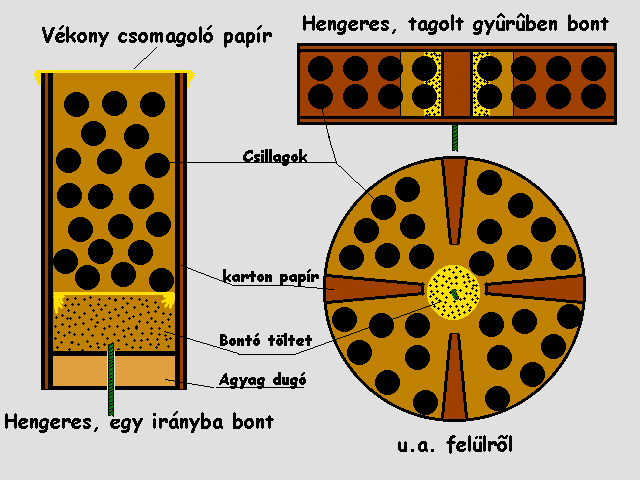 Vékony csomagoló papír
Hengeres, tagolt gyûrûben bont
Csillagok
karton papír
Bontó töltet
Agyag dugó
Hengeres, egy irányba bont
u.a. felülrõl